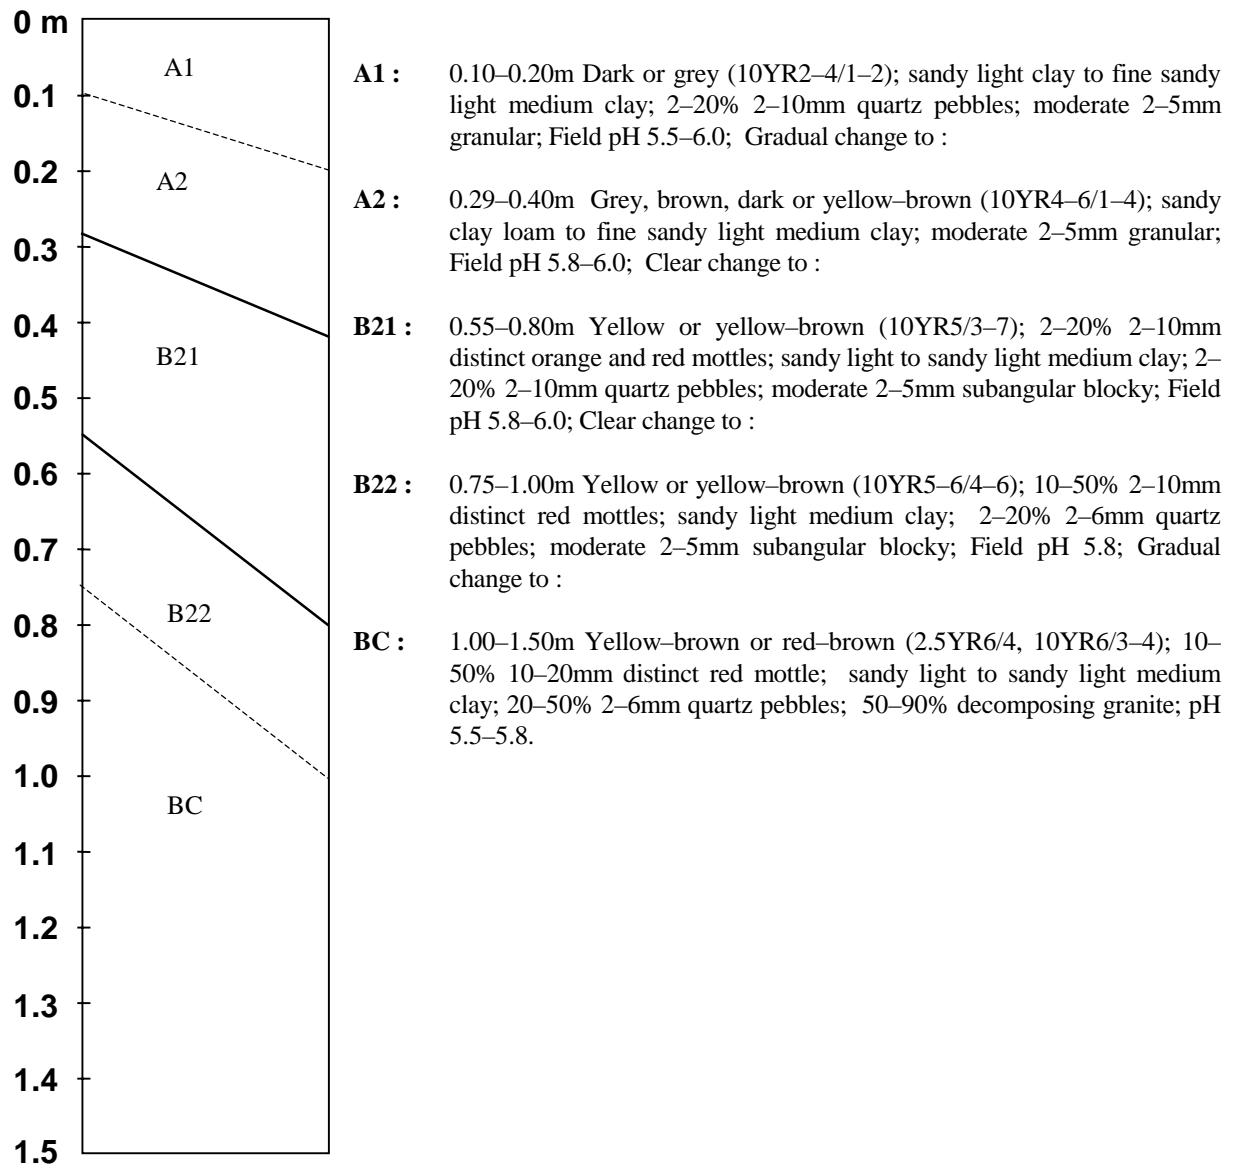 0 m
0.1
0.2
0.3
0.4
0.5
0.6
0.7
0.8
0.9
1.0
1.1
1.2
1.3
1.4
1.5
A1
A2
B21
B22
BC
A1 : 0.10–0.20m Dark or grey (10YR2–4/1–2); sandy light clay to fine sandy
light medium clay; 2–20% 2–10mm quartz pebbles; moderate 2–5mm
granular; Field pH 5.5–6.0; Gradual change to :
A2 : 0.29–0.40m Grey, brown, dark or yellow–brown (10YR4–6/1–4); sandy
clay loam to fine sandy light medium clay; moderate 2–5mm granular;
Field pH 5.8–6.0; Clear change to :
B21 : 0.55–0.80m Yellow or yellow–brown (10YR5/3–7); 2–20% 2–10mm
distinct orange and red mottles; sandy light to sandy light medium clay; 2–
20% 2–10mm quartz pebbles; moderate 2–5mm subangular blocky; Field
pH 5.8–6.0; Clear change to :
B22 : 0.75–1.00m Yellow or yellow–brown (10YR5–6/4–6); 10–50% 2–10mm
distinct red mottles; sandy light medium clay; 2–20% 2–6mm quartz
pebbles; moderate 2–5mm subangular blocky; Field pH 5.8; Gradual
change to :
BC : 1.00–1.50m Yellow–brown or red–brown (2.5YR6/4, 10YR6/3–4); 10–
50% 10–20mm distinct red mottle; sandy light to sandy light medium
clay; 20–50% 2–6mm quartz pebbles; 50–90% decomposing granite; pH
5.5–5.8.